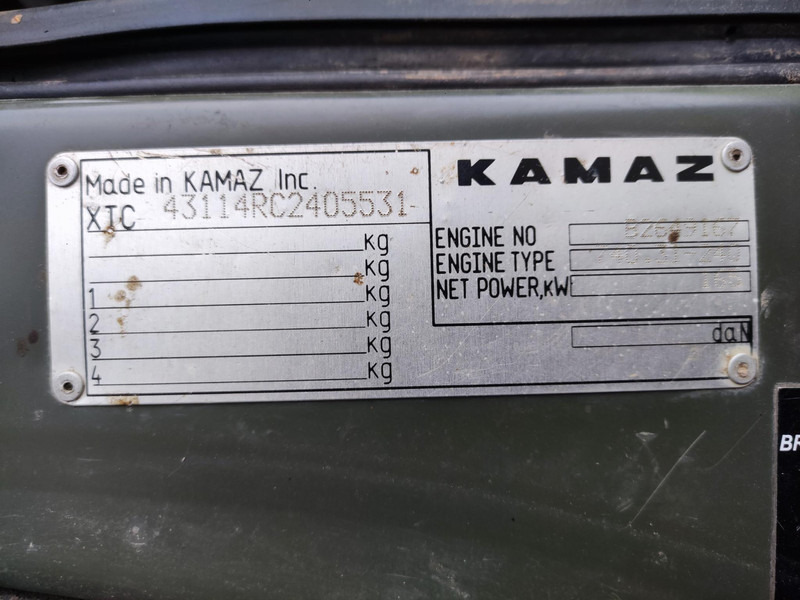 Made in KAMAZ Inc.
XTC 43114RC2405531
kg
kg
1 kg
2 kg
3 kg
4 kg
KAMAZ
ENGINE NO
ENGINE TYPE
NET POWER,KW
daN
BR